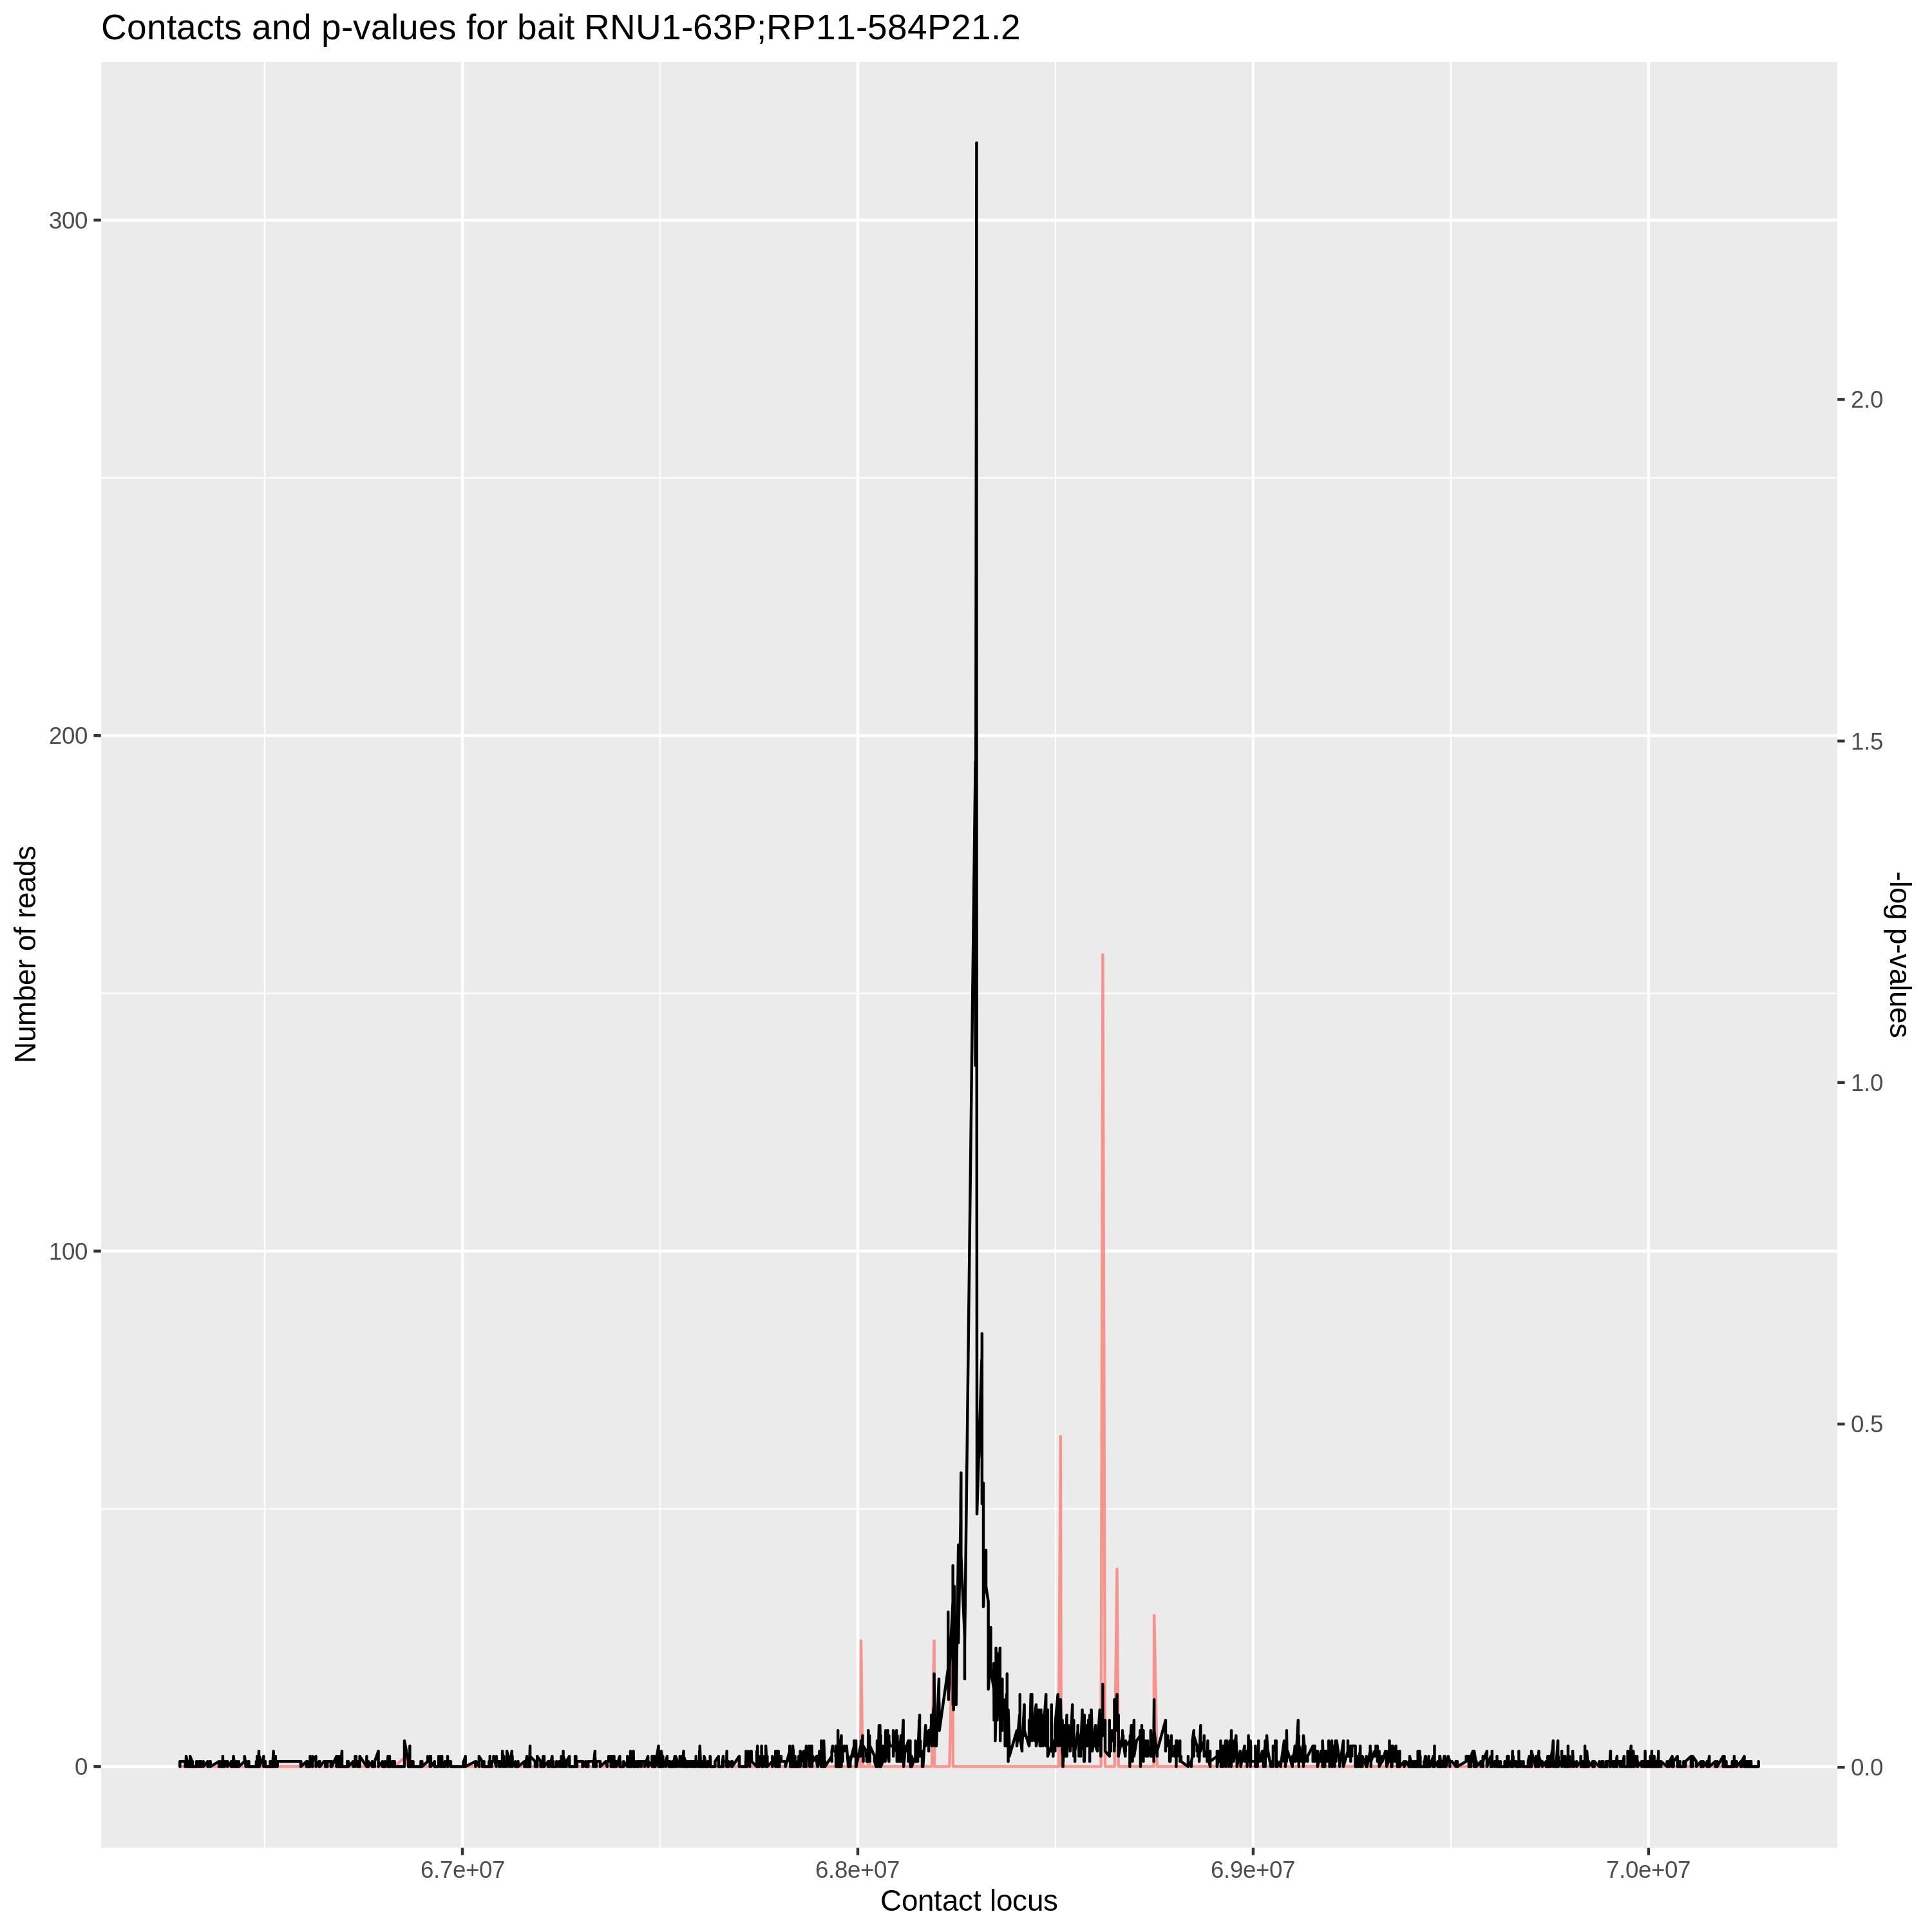 Contacts and p-values for bait RNU1-63P;RP11-584P21.2
300
200
100
0
Number of reads
2.0
1.5
1.0
0.5
0.0
-log p-values
6.7e+07
6.8e+07
6.9e+07
7.0e+07
Contact locus